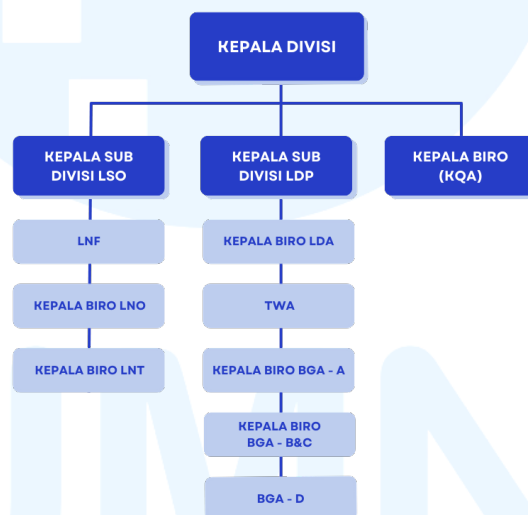 KEPALA DIVISI
KEPALA SUB
DIVISI LSO
KEPALA SUB
DIVISI LDP
KEPALA BIRO
(KQA)
LNF
KEPALA BIRO LNO
KEPALA BIRO LNT
KEPALA BIRO LDA
TWA
KEPALA BIRO BGA - A
KEPALA BIRO
BGA - B&C
BGA - D